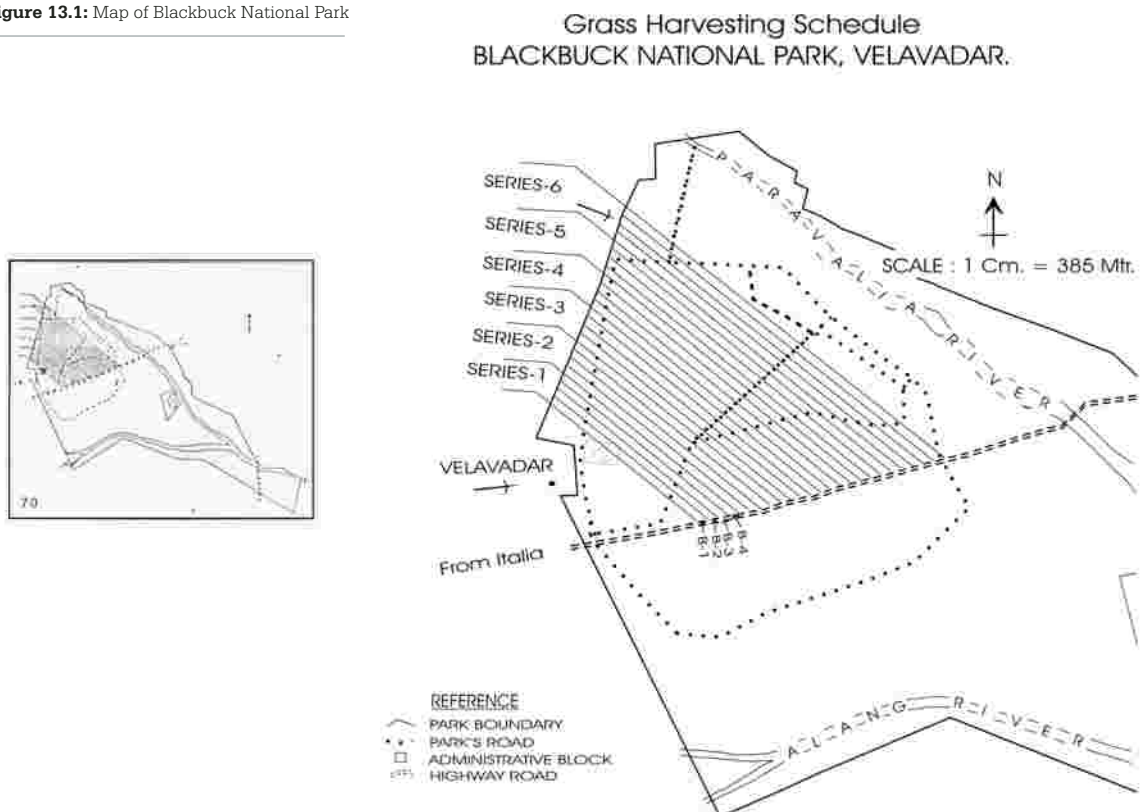 igure 13.1: Map of Blackbuck National Park
Grass Harvesting Schedule
BLACKBUCK NATIONAL PARK, VELAVADAR.
PARAVALIA RIVER
N
SCALE : 1 Cm. = 385 Mtr.
SERIES-6
SERIES-5
SERIES-4
SERIES-3
SERIES-2
SERIES-1
VELAVADAR
From Italia
B-1
B-2
B-3
B-4
70
ALANG RIVER
REFERENCE
PARK BOUNDARY
PARK'S ROAD
ADMINISTRATIVE BLOCK
HIGHWAY ROAD